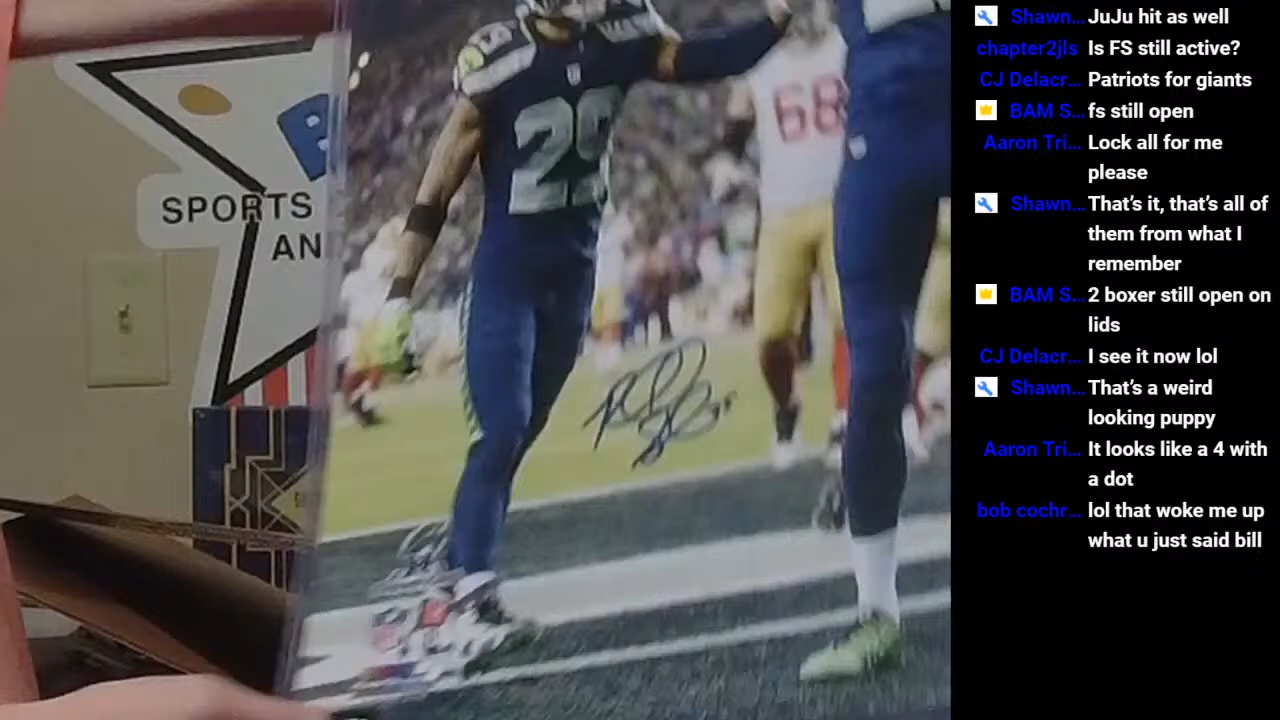 SPORTS
AN
29
68
Shawn... JuJu hit as well
chapter2jls Is FS still active?
CJ Delacr... Patriots for giants
BAM S... fs still open
Aaron Tri... Lock all for me
please
Shawn... That's it, that's all of
them from what I
remember
BAM S... 2 boxer still open on
lids
CJ Delacr... I see it now lol
Shawn... That's a weird
looking puppy
Aaron Tri... It looks like a 4 with
a dot
bob cochr... lol that woke me up
what u just said bill